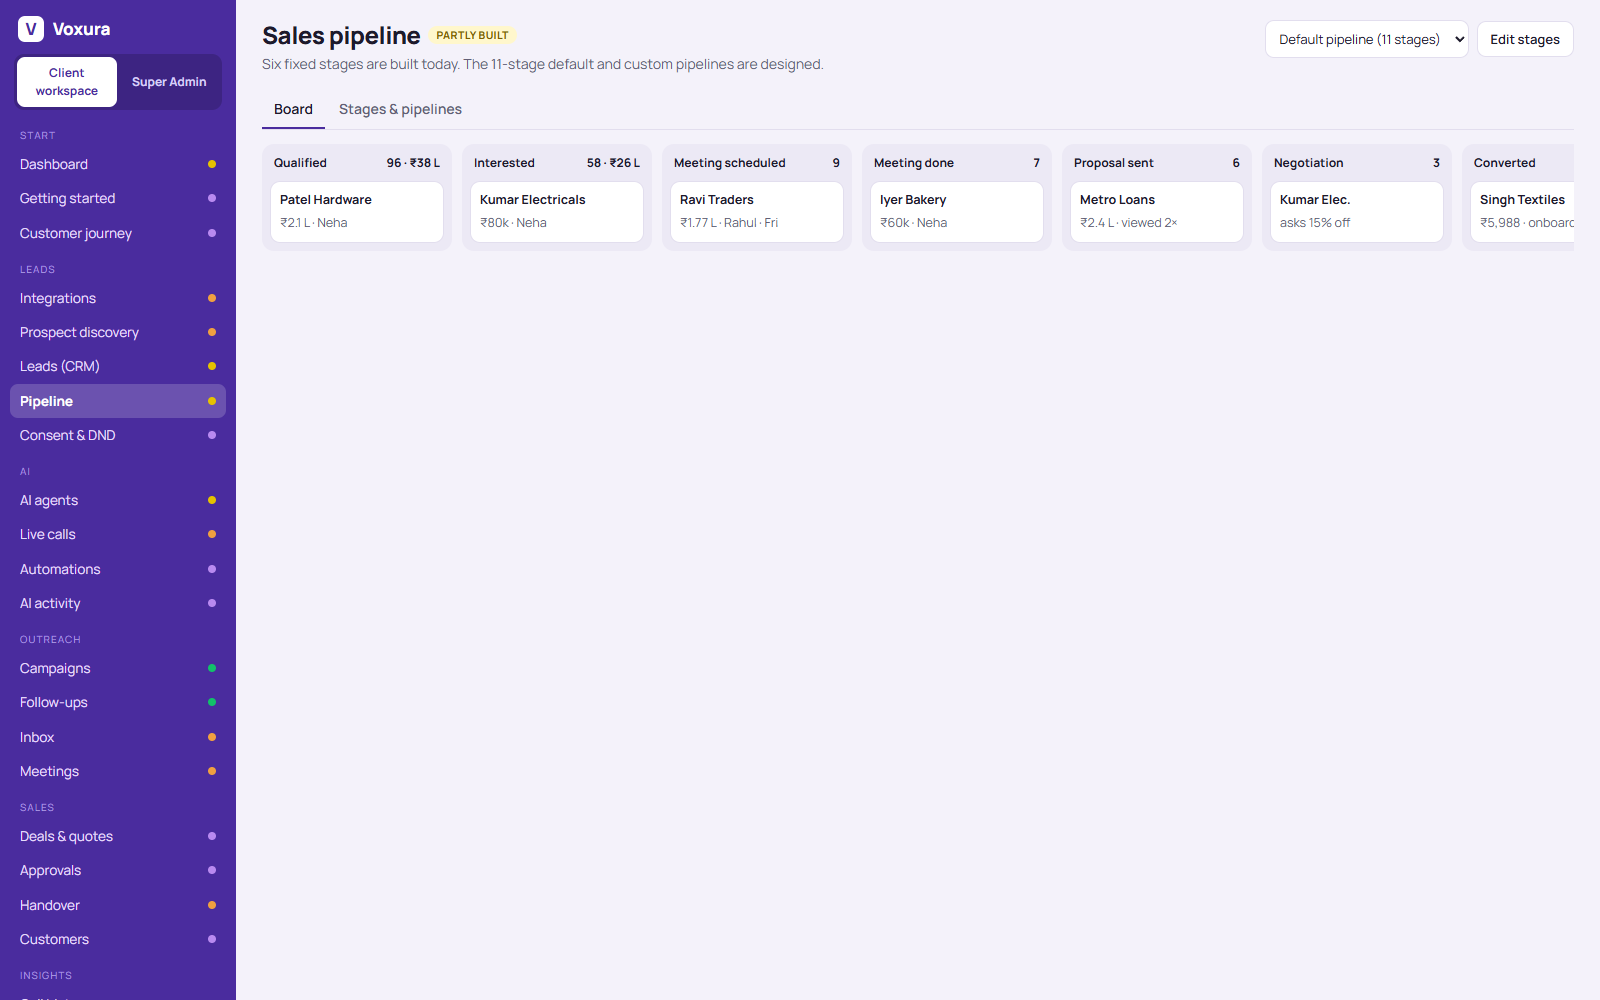 V Voxura
Client workspace
Super Admin
START
Dashboard
Getting started
Customer journey
LEADS
Integrations
Prospect discovery
Leads (CRM)
Pipeline
Consent & DND
AI
AI agents
Live calls
Automations
AI activity
OUTREACH
Campaigns
Follow-ups
Inbox
Meetings
SALES
Deals & quotes
Approvals
Handover
Customers
INSIGHTS
Sales pipeline PARTLY BUILT
Six fixed stages are built today. The 11-stage default and custom pipelines are designed.
Default pipeline (11 stages)
Edit stages
Board
Stages & pipelines
Qualified 96 · ₹38 L
Patel Hardware
₹2.1 L · Neha
Interested 58 · ₹26 L
Kumar Electricals
₹80k · Neha
Meeting scheduled 9
Ravi Traders
₹1.77 L · Rahul · Fri
Meeting done 7
Iyer Bakery
₹60k · Neha
Proposal sent 6
Metro Loans
₹2.4 L · viewed 2×
Negotiation 3
Kumar Elec.
asks 15% off
Converted
Singh Textiles
₹5,988 · onboard